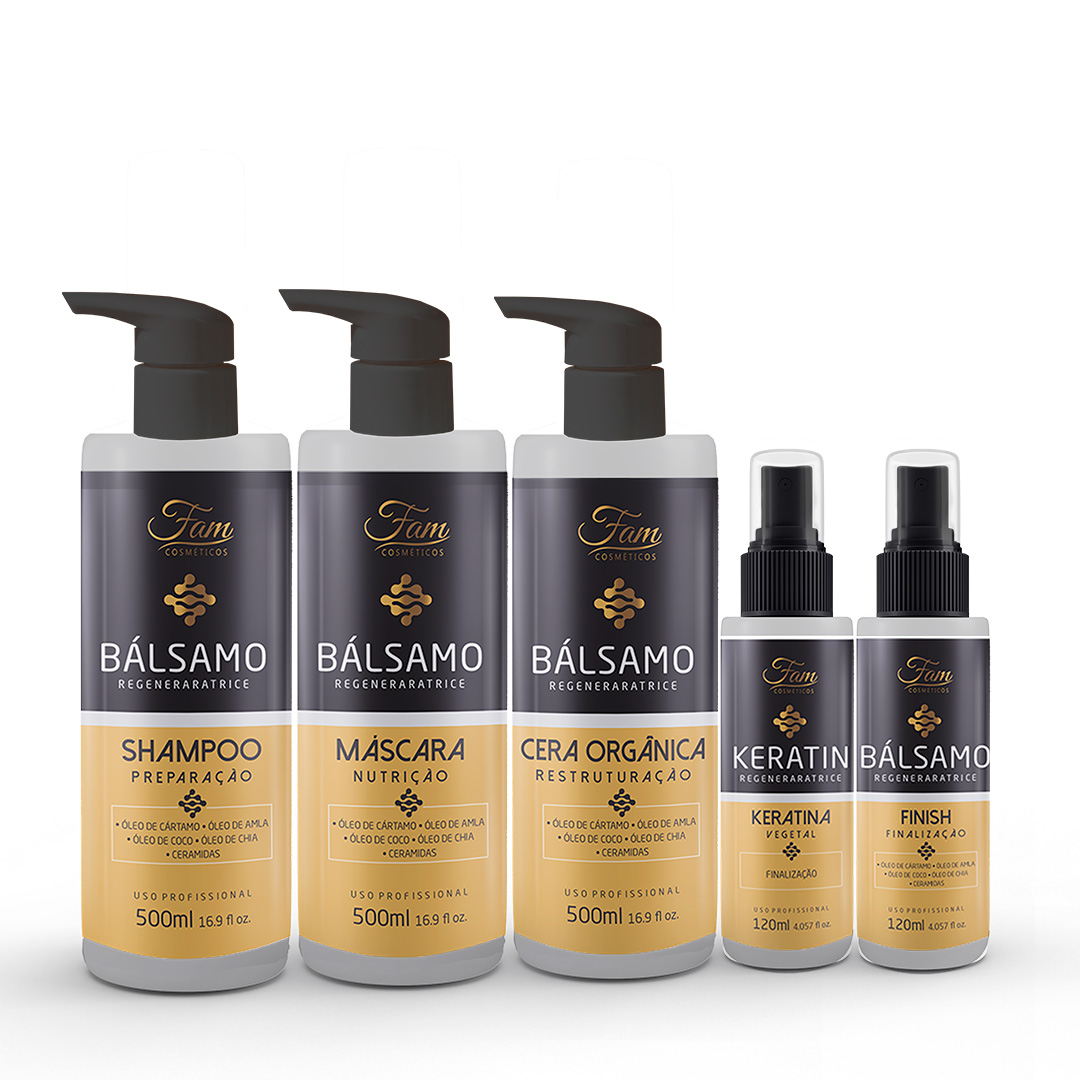 Fam
COSMÉTICOS
BÁLSAMO
REGENERARATRICE
SHAMPOO
PREPARAÇÃO
• ÓLEO DE CÁRTAMO • ÓLEO DE AMLA
• ÓLEO DE COCO • ÓLEO DE CHIA
• CERAMIDAS
USO PROFISSIONAL
500ml 16.9 fl oz.
Fam
COSMÉTICOS
BÁLSAMO
REGENERARATRICE
MÁSCARA
NUTRIÇÃO
• ÓLEO DE CÁRTAMO • ÓLEO DE AMLA
• ÓLEO DE COCO • ÓLEO DE CHIA
• CERAMIDAS
USO PROFISSIONAL
500ml 16.9 fl oz.
Fam
COSMÉTICOS
BÁLSAMO
REGENERARATRICE
CERA ORGÂNICA
RESTRUTURAÇÃO
• ÓLEO DE CÁRTAMO • ÓLEO DE AMLA
• ÓLEO DE COCO • ÓLEO DE CHIA
• CERAMIDAS
USO PROFISSIONAL
500ml 16.9 fl oz.
Fam
COSMÉTICOS
KERATIN
REGENERARATRICE
KERATINA
VEGETAL
FINALIZAÇÃO
USO PROFISSIONAL
120ml 4.057 fl oz.
Fam
COSMÉTICOS
BÁLSAMO
REGENERARATRICE
FINISH
FINALIZAÇÃO
• ÓLEO DE CÁRTAMO • ÓLEO DE AMLA
• ÓLEO DE COCO • ÓLEO DE CHIA
• CERAMIDAS
USO PROFISSIONAL
120ml 4.057 fl oz.